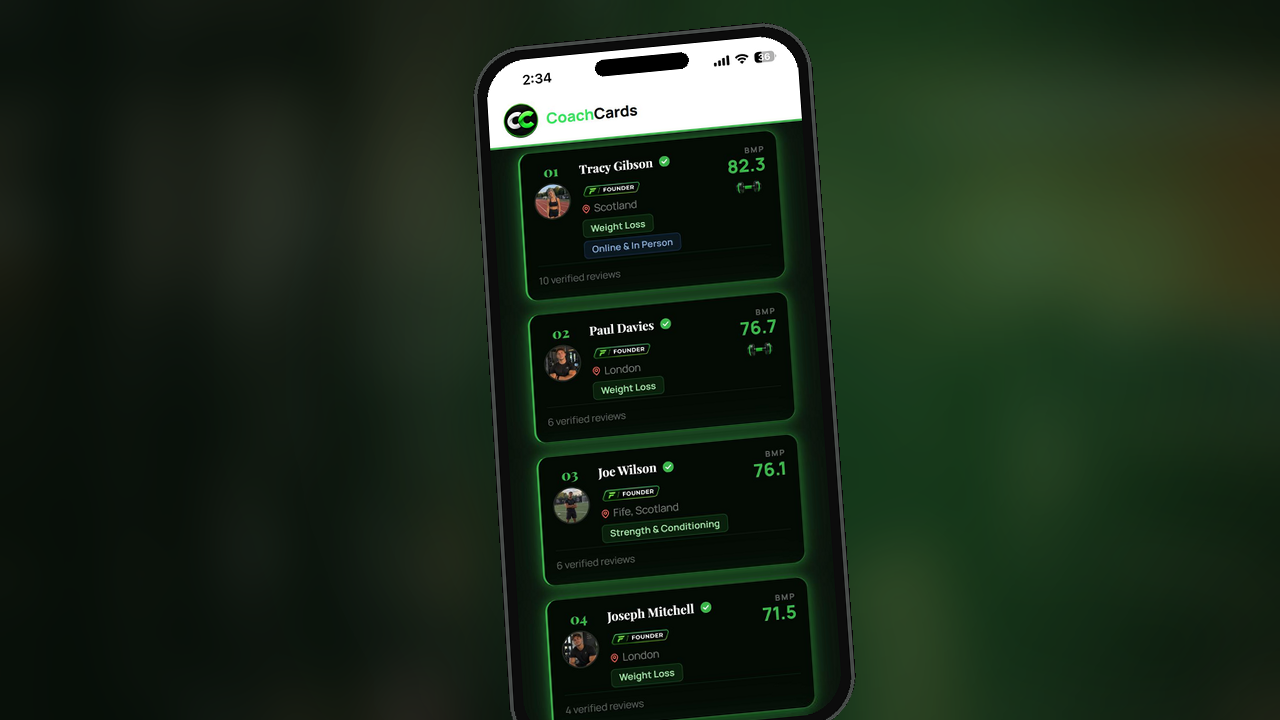 2:34
36
CC
CoachCards
01
Tracy Gibson
BMP
82.3
FOUNDER
Scotland
Weight Loss
Online & In Person
10 verified reviews
02
Paul Davies
BMP
76.7
FOUNDER
London
Weight Loss
6 verified reviews
03
Joe Wilson
BMP
76.1
FOUNDER
Fife, Scotland
Strength & Conditioning
6 verified reviews
04
Joseph Mitchell
BMP
71.5
FOUNDER
London
Weight Loss
4 verified reviews